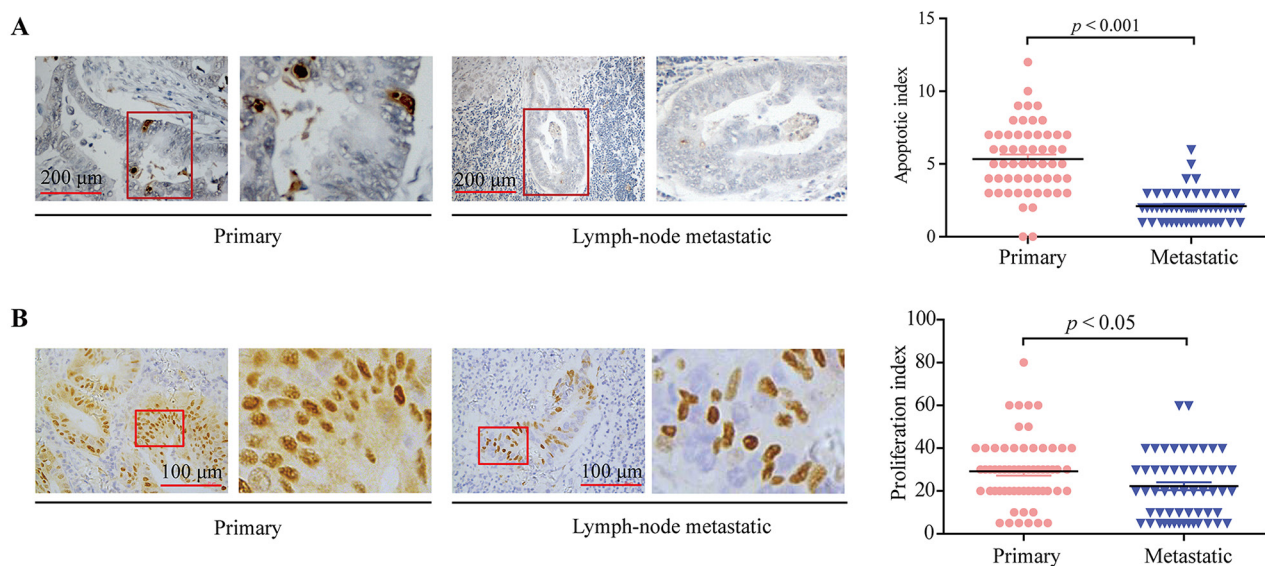 A
200 μm
200 μm
Primary
Lymph-node metastatic
15
10
5
0
Apoptotic index
p < 0.001
Primary
Metastatic
B
100 μm
100 μm
Primary
Lymph-node metastatic
100
80
60
40
20
0
Proliferation index
p < 0.05
Primary
Metastatic